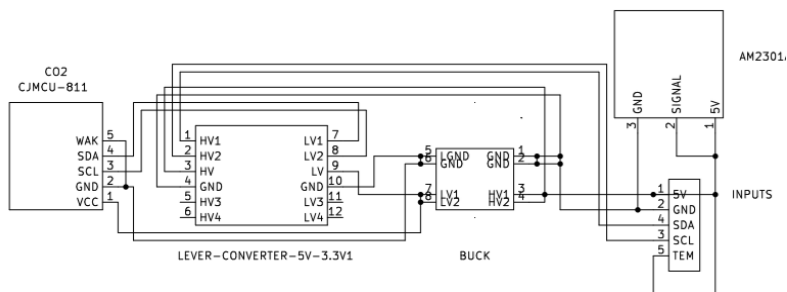 CO2
CJMCU-811
WAK 5
SDA 4
SCL 3
GND 2
VCC 1
1 HV1 LV1 7
2 HV2 LV2 8
3 HV LV 9
4 GND GND 10
5 HV3 LV3 11
6 HV4 LV4 12
LEVER-CONVERTER-5V-3.3V1
5 LGND GND 1
6 GND GND 2
7 LV1 HV1 3
8 LV2 HV2 4
BUCK
AM2301A
GND 3
SIGNAL 2
5V 1
INPUTS
1 5V
2 GND
4 SDA
3 SCL
5 TEM